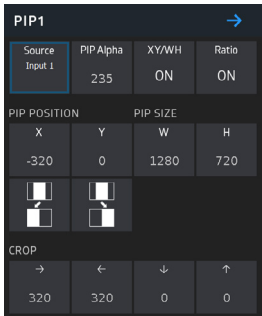 PIP1 →
Source PIP Alpha XY/WH Ratio
Input 1 235 ON ON
PIP POSITION PIP SIZE
X Y W H
-320 0 1280 720
CROP
→ ← ↓ ↑
320 320 0 0